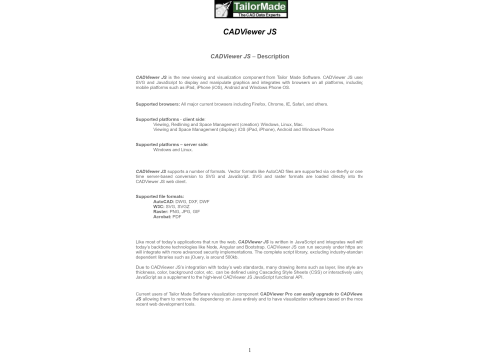 TailorMade
The CAD Data Experts
CADViewer JS
CADViewer JS – Description
CADViewer JS is the new viewing and visualization component from Tailor Made Software. CADViewer JS uses
SVG and JavaScript to display and manipulate graphics and integrates with browsers on all platforms, includes
mobile platforms such as iPad, iPhone (iOS), Android and Windows Phone OS.
Supported browsers: All major current browsers including Firefox, Chrome, IE, Safari, and others.
Supported platforms - client side:
Viewing, Redlining and Space Management (creation): Windows, Linux, Mac.
Viewing and Space Management (display): iOS (iPad, iPhone), Android and Windows Phone
Supported platforms – server side:
Windows and Linux.
CADViewer JS supports a number of formats. Vector formats like AutoCAD files are supported via on-the-fly or one
time server-based conversion to SVG and JavaScript. SVG and raster formats are loaded directly into the
CADViewer JS web client.
Supported file formats:
AutoCAD: DWG, DXF, DWF
W3C: SVG, SVGZ
Raster: PNG, JPG, GIF
Acrobat: PDF
Like most of today's applications that run the web, CADViewer JS is written in JavaScript and integrates well with
today's backbone technologies like Node, Angular and Bootstrap. CADViewer JS can run securely under https an
will integrate with more advanced security implementations. The complete script library, excluding industry-standar
dependent libraries such as jQuery, is around 590kb.
Due to CADViewer JS's integration with today's web standards, many drawing items such as layer, line style an
thickness, color, background color, etc. can be defined using Cascading Style Sheets (CSS) or interactively using
JavaScript as a supplement to the high-level CADViewer JS JavaScript functional API.
Current users of Tailor Made Software visualization component CADViewer Pro can easily upgrade to CADViewe
JS allowing them to remove the dependency on Java entirely and to have visualization software based on the mos
recent web development tools.
1